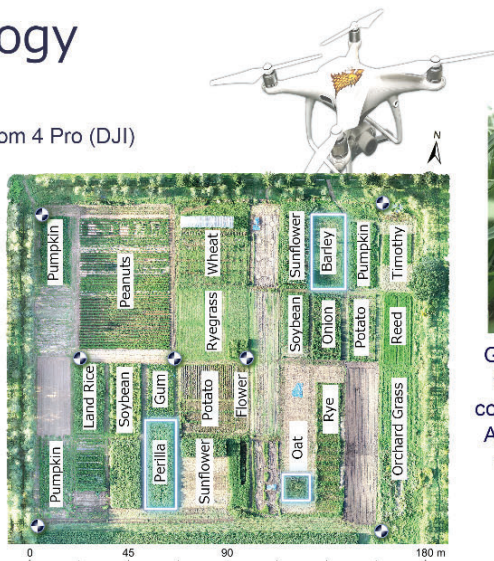 ogy
om 4 Pro (DJI)
N
Pumpkin
Peanuts
Wheat
Sunflower
Barley
Pumpkin
Timothy
Ryegrass
Soybean
Onion
Potato
Reed
Land Rice
Soybean
Gum
Potato
Flower
Rye
Orchard Grass
Pumpkin
Perilla
Sunflower
Oat
0 45 90 180 m
G
co
A